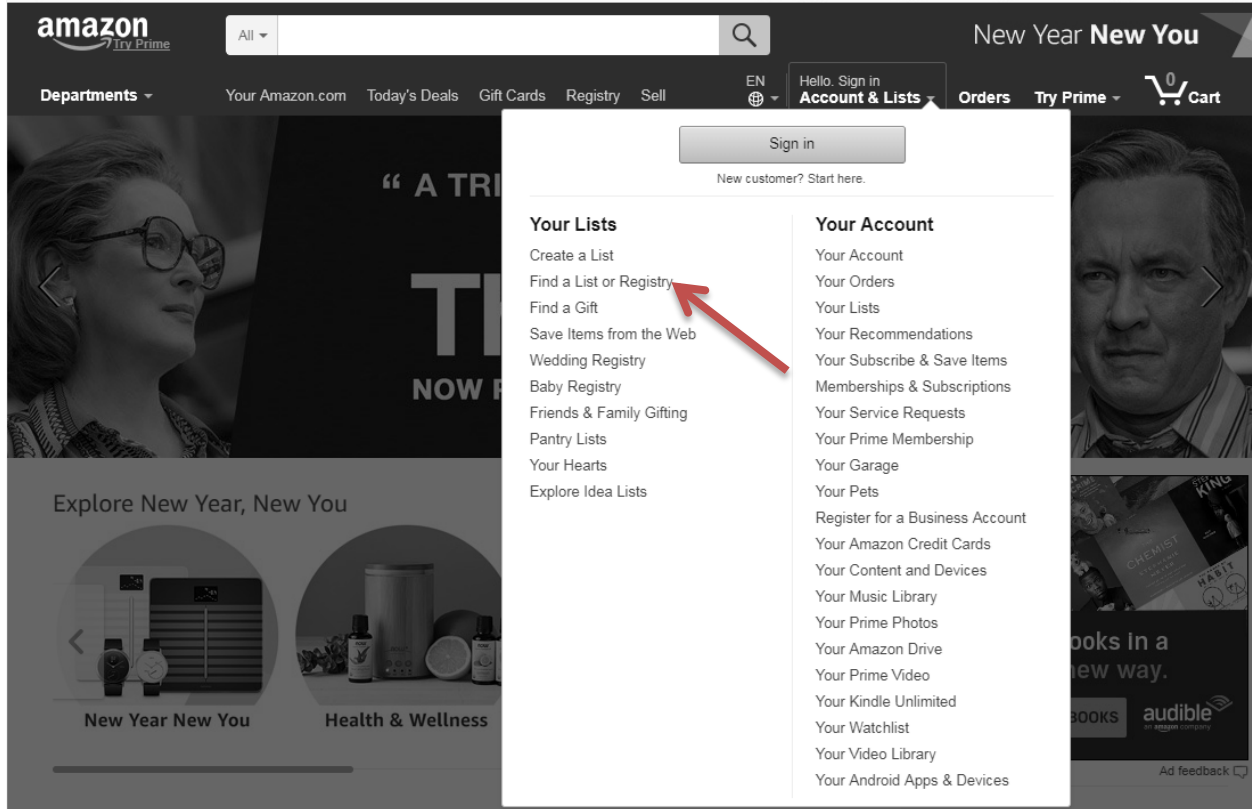 amazon
Try Prime
All
New Year New You
Departments
Your Amazon.com
Today's Deals
Gift Cards
Registry
Sell
EN
Hello. Sign in
Account & Lists
Orders
Try Prime
0
Cart
Sign in
New customer? Start here.
“ A TRI
TH
NOW
Your Lists
Create a List
Find a List or Registry
Find a Gift
Save Items from the Web
Wedding Registry
Baby Registry
Friends & Family Gifting
Pantry Lists
Your Hearts
Explore Idea Lists
Your Account
Your Account
Your Orders
Your Lists
Your Recommendations
Your Subscribe & Save Items
Memberships & Subscriptions
Your Service Requests
Your Prime Membership
Your Garage
Your Pets
Register for a Business Account
Your Amazon Credit Cards
Your Content and Devices
Your Music Library
Your Prime Photos
Your Amazon Drive
Your Prime Video
Your Kindle Unlimited
Your Watchlist
Your Video Library
Your Android Apps & Devices
Explore New Year, New You
New Year New You
Health & Wellness
KING
CHEMIST
HABIT
ooks in a
new way.
BOOKS
audible
an amazon company
Ad feedback